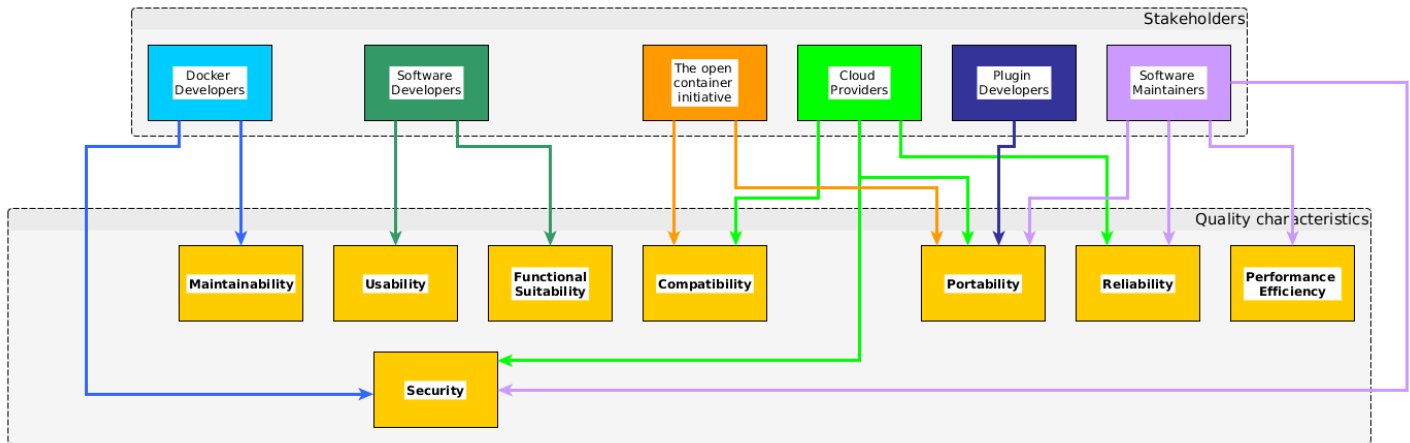 Stakeholders
Docker
Developers
Software
Developers
The open
container
initiative
Cloud
Providers
Plugin
Developers
Software
Maintainers
Quality characteristics
Maintainability
Usability
Functional
Suitability
Compatibility
Portability
Reliability
Performance
Efficiency
Security